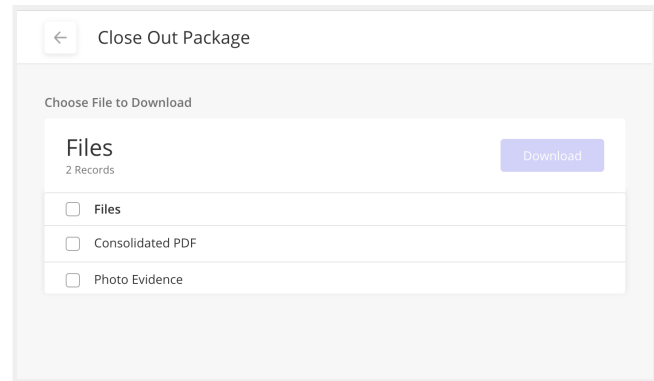 Close Out Package
Choose File to Download
Files
2 Records
Download
Files
Consolidated PDF
Photo Evidence